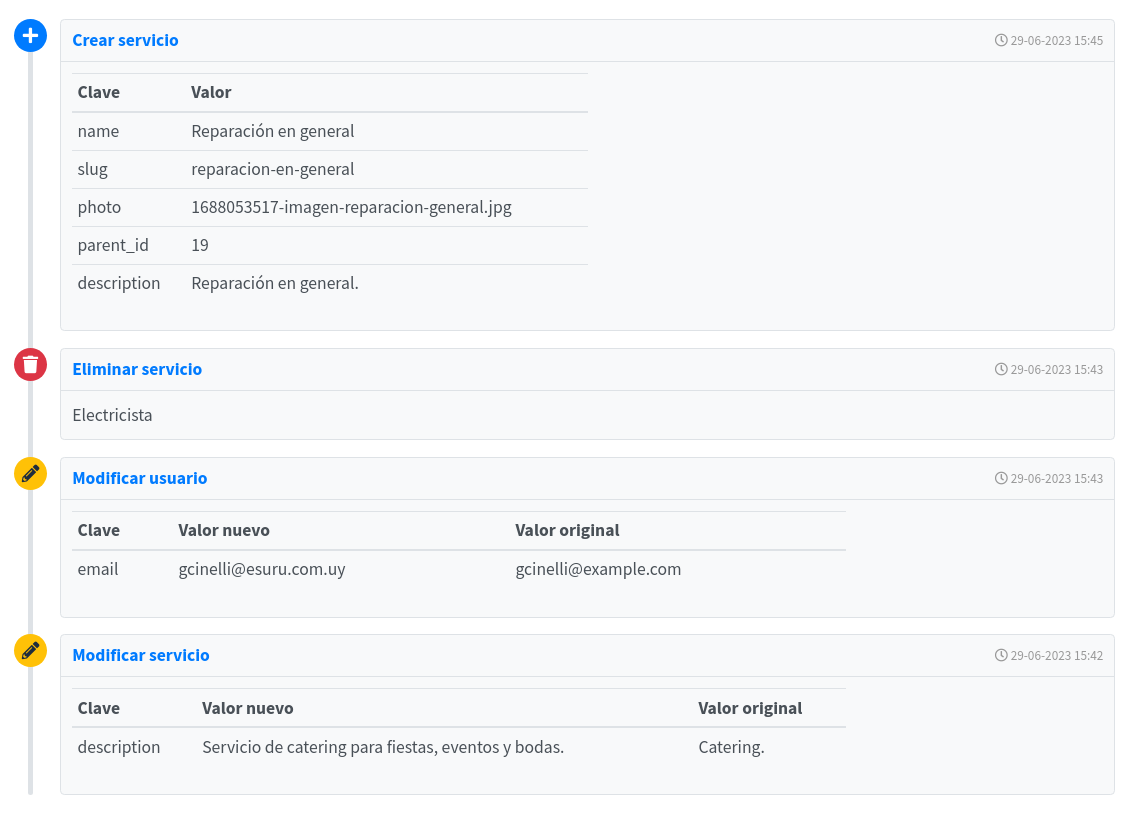 Crear servicio 29-06-2023 15:45
Clave Valor
name Reparación en general
slug reparacion-en-general
photo 1688053517-imagen-reparacion-general.jpg
parent_id 19
description Reparación en general.
Eliminar servicio 29-06-2023 15:43
Electricista
Modificar usuario 29-06-2023 15:43
Clave Valor nuevo Valor original
email gcinelli@esuru.com.uy gcinelli@example.com
Modificar servicio 29-06-2023 15:42
Clave Valor nuevo Valor original
description Servicio de catering para fiestas, eventos y bodas. Catering.